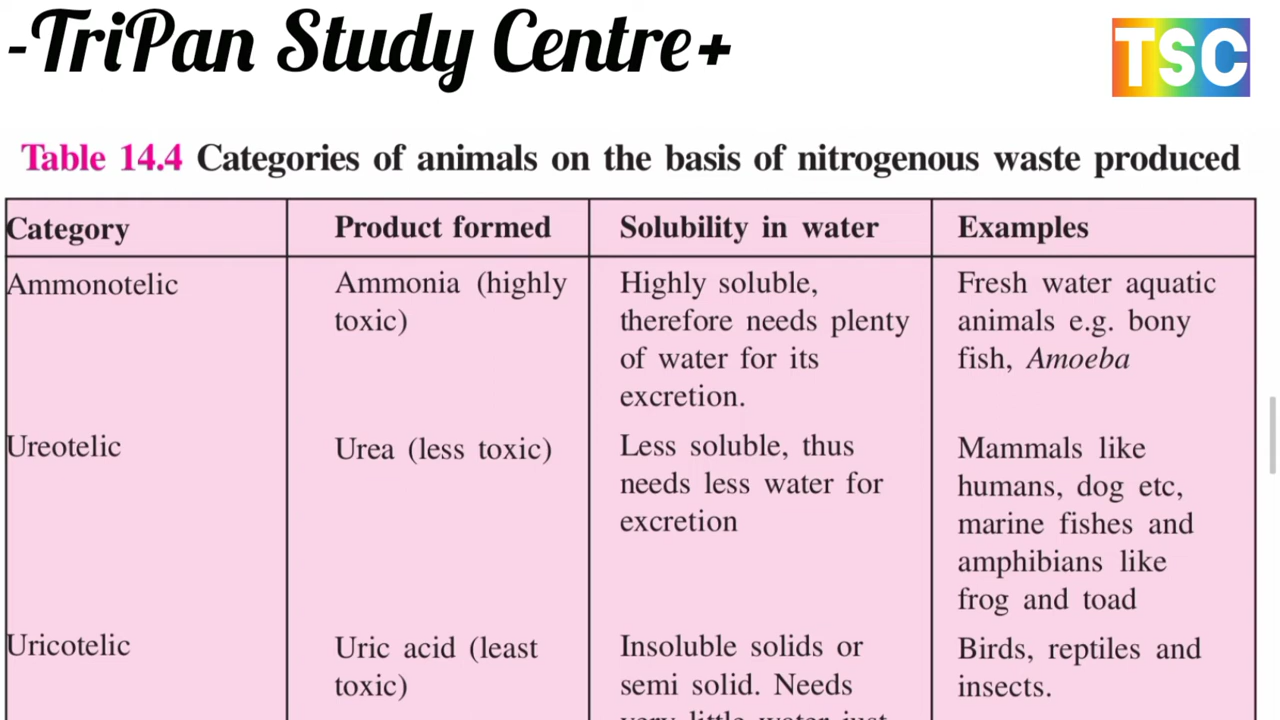 -TriPan Study Centre+
TSC
Table 14.4 Categories of animals on the basis of nitrogenous waste produced
Category
Product formed
Solubility in water
Examples
Ammonotelic
Ammonia (highly
toxic)
Highly soluble,
therefore needs plenty
of water for its
excretion.
Fresh water aquatic
animals e.g. bony
fish, Amoeba
Ureotelic
Urea (less toxic)
Less soluble, thus
needs less water for
excretion
Mammals like
humans, dog etc,
marine fishes and
amphibians like
frog and toad
Uricotelic
Uric acid (least
toxic)
Insoluble solids or
semi solid. Needs
Birds, reptiles and
insects.